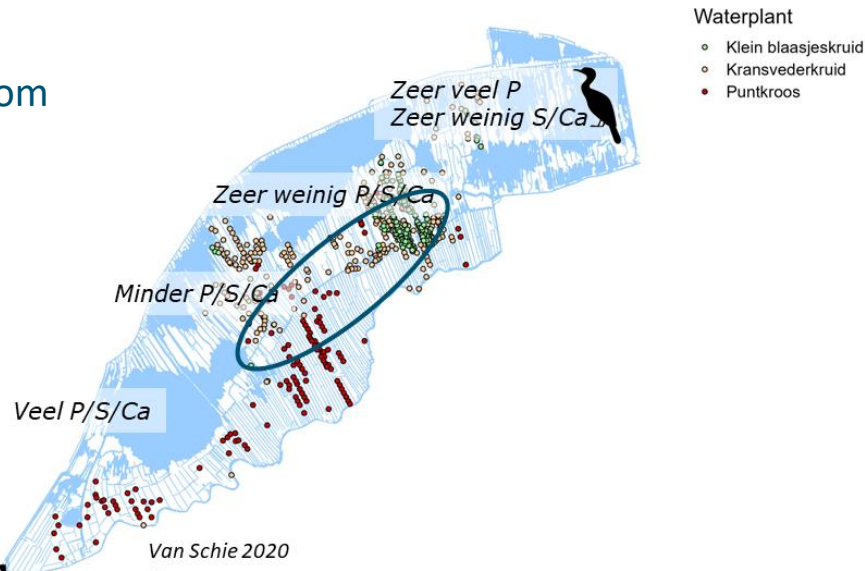 om
Waterplant
Klein blaasjeskruid
Kransvederkruid
Puntkroos
Zeer veel P
Zeer weinig S/Ca
Zeer weinig P/S/Ca
Minder P/S/Ca
Veel P/S/Ca
Van Schie 2020